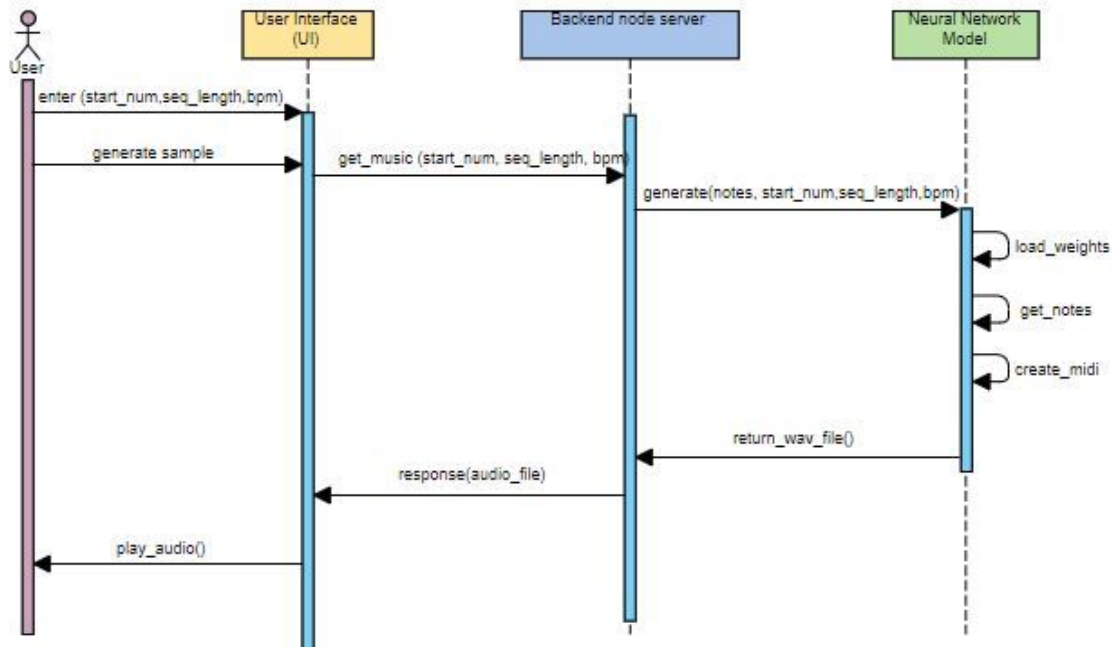 User Interface
(UI)
Backend node server
Neural Network
Model
User
enter (start_num,seq_length,bpm)
generate sample
get_music (start_num, seq_length, bpm)
generate(notes, start_num,seq_length,bpm)
load_weights
get_notes
create_midi
return_wav_file()
response(audio_file)
play_audio()